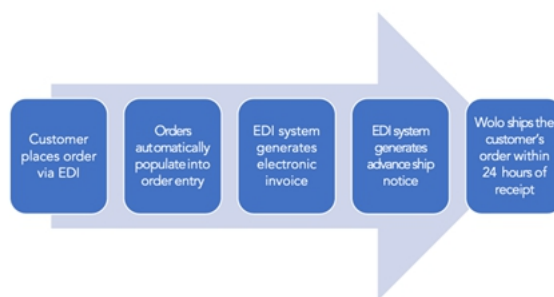 Customer
places order
via EDI
Orders
automatically
populate into
order entry
EDI system
generates
electronic
invoice
EDI system
generates
advance ship
notice
Wolo ships the
customer's
order within
24 hours of
receipt